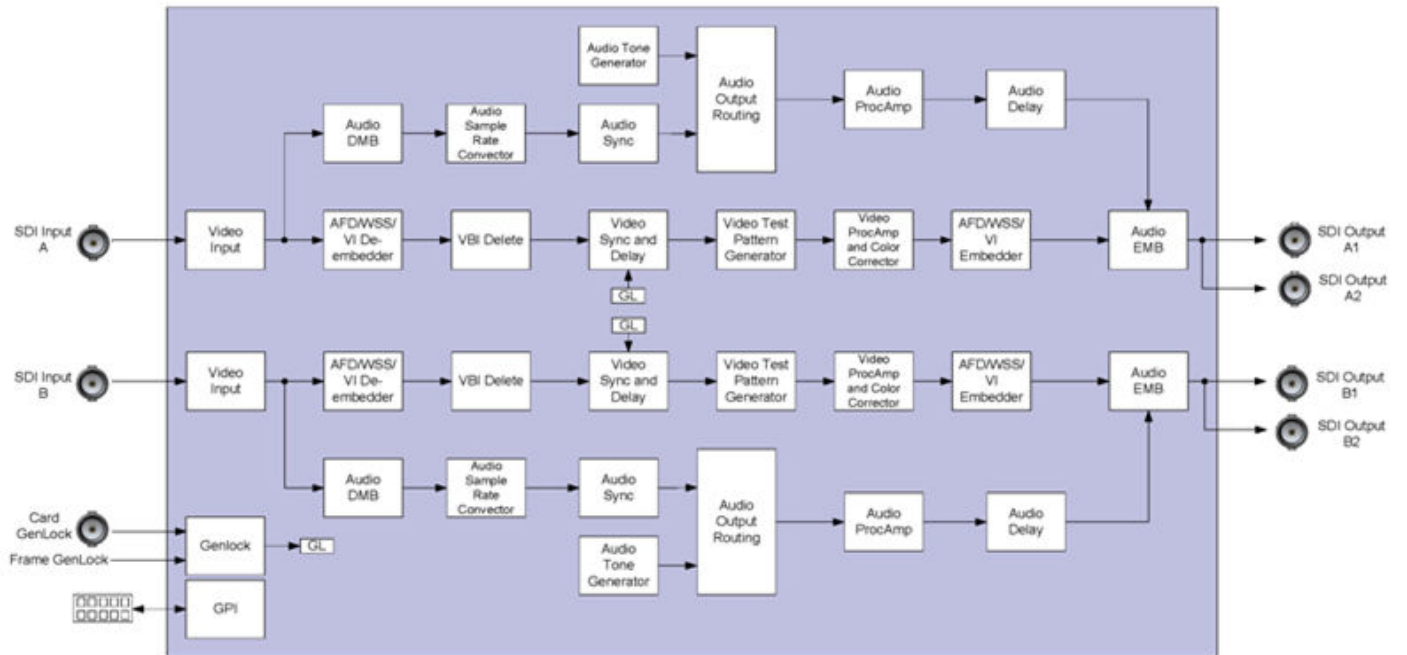 Audio Tone
Generator
Audio
Output
Routing
Audio
ProcAmp
Audio
Delay
Audio
DMB
Audio
Sample
Rate
Convector
Audio
Sync
SDI Input
A
Video
Input
AFD/WSS/
VI De-
embedder
VBI Delete
Video
Sync and
Delay
Video Test
Pattern
Generator
Video
ProcAmp
and Color
Corrector
AFD/WSS/
VI
Embedder
Audio
EMB
SDI Output
A1
SDI Output
A2
GL
GL
SDI Input
B
Video
Input
AFD/WSS/
VI De-
embedder
VBI Delete
Video
Sync and
Delay
Video Test
Pattern
Generator
Video
ProcAmp
and Color
Corrector
AFD/WSS/
VI
Embedder
Audio
EMB
SDI Output
B1
SDI Output
B2
Audio
DMB
Audio
Sample
Rate
Convector
Audio
Sync
Audio
Output
Routing
Audio
ProcAmp
Audio
Delay
Audio
Tone
Generator
Card
GenLock
Frame GenLock
Genlock
GL
GPI